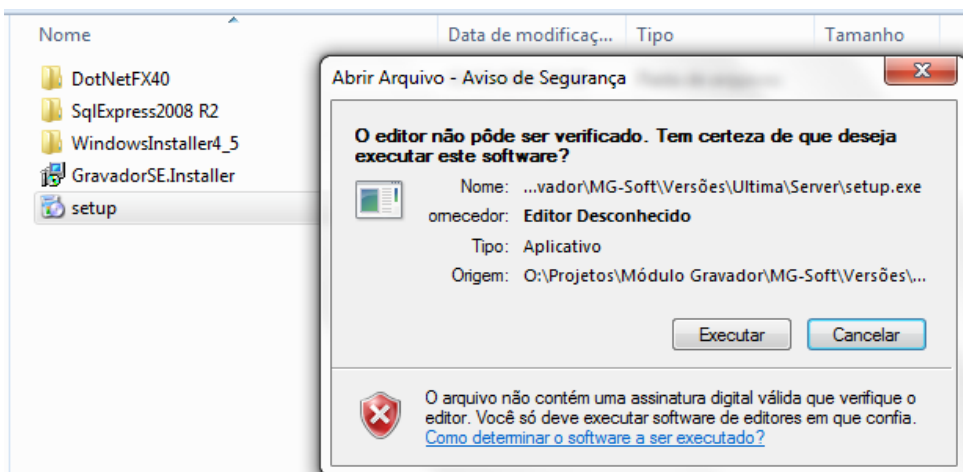 Nome Data de modificaç... Tipo Tamanho
DotNetFX40
SqlExpress2008 R2
WindowsInstaller4_5
GravadorSE.Installer
setup
Abrir Arquivo - Aviso de Segurança
O editor não pôde ser verificado. Tem certeza de que deseja
executar este software?
Nome: ...vador\MG-Soft\Versões\Ultima\Server\setup.exe
ornecedor: Editor Desconhecido
Tipo: Aplicativo
Origem: O:\Projetos\Módulo Gravador\MG-Soft\Versões\...
Executar Cancelar
O arquivo não contém uma assinatura digital válida que verifique o
editor. Você só deve executar software de editores em que confia.
Como determinar o software a ser executado?